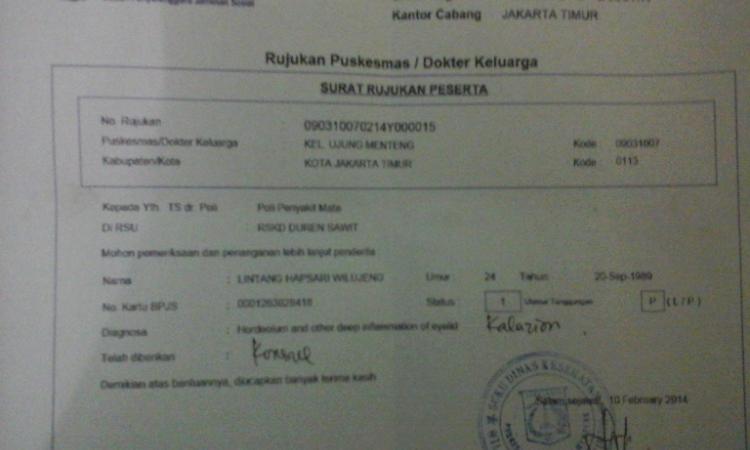 Kantor Cabang JAKARTA TIMUR
Rujukan Puskesmas / Dokter Keluarga
SURAT RUJUKAN PESERTA
No. Rujukan : 090310070214Y000015
Puskesmas/Dokter Keluarga : KEL. UJUNG MENTENG Kode : 09031007
Kabupaten/Kota : KOTA JAKARTA TIMUR Kode : 0113
Kepada Yth. TS dr. Poli : Poli Penyakit Mata
Di RSU : RSKD DUREN SAWIT
Mohon pemeriksaan dan penanganan lebih lanjut penderita
Nama : LINTANG HAPSARI WILUJENG Umur : 24 Tahun 20-Sep-1989
No. Kartu BPJS : 0001263028418 Status : 1 Utama/Tanggungan P (L / P)
Diagnosa : Hordeolum and other deep inflammation of eyelid Kalazion
Telah diberikan : Konsul
Demikian atas bantuannya, diucapkan banyak terima kasih
SUKU DINAS KESEHATAN
Salam sejawat, 10 February 2014